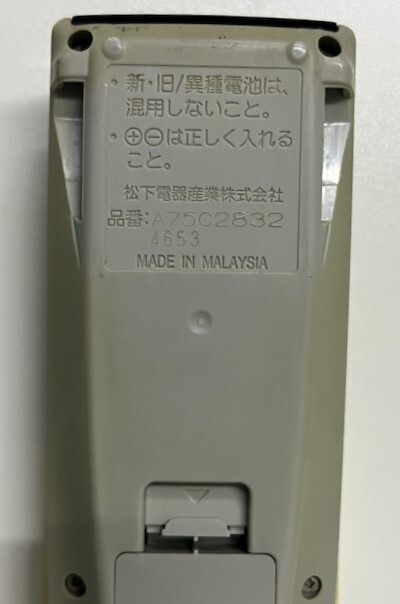 ・新・旧/異種電池は、
混用しないこと。
・⊕⊖は正しく入れる
こと。
松下電器産業株式会社
品番:A75C2832
4653
MADE IN MALAYSIA